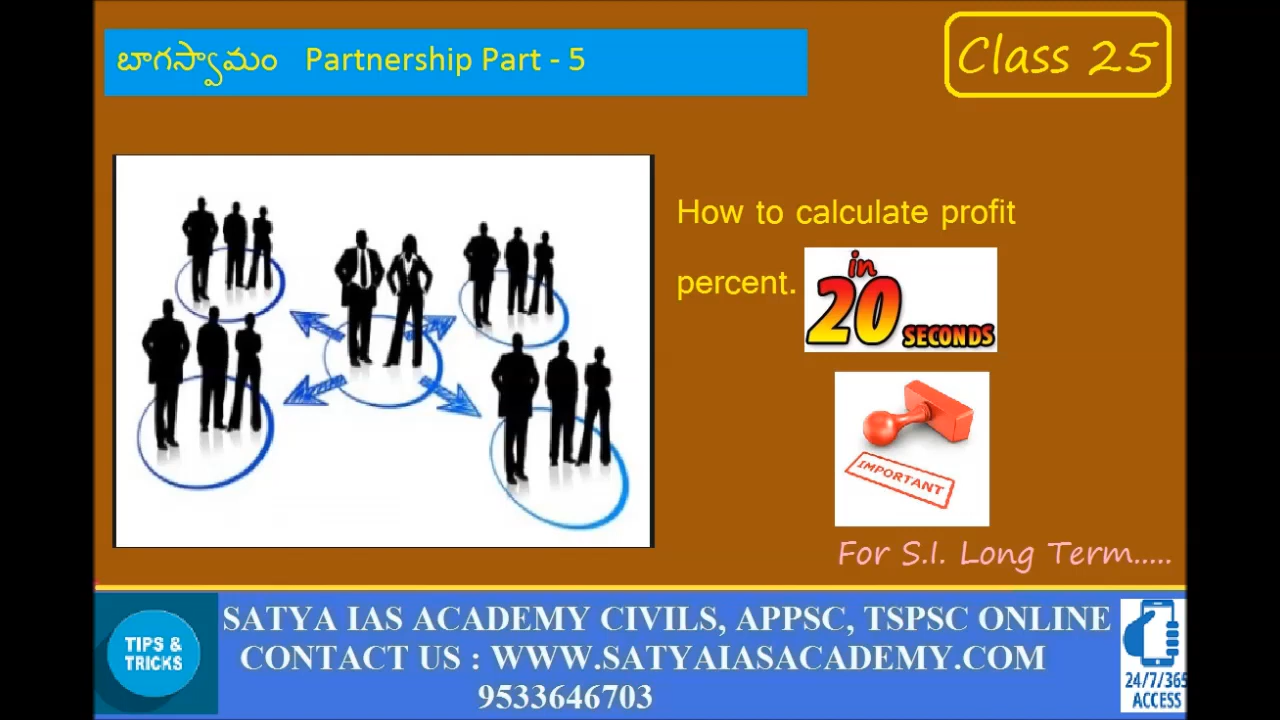 బాగస్వామం Partnership Part - 5
Class 25
How to calculate profit
percent.
in
20
SECONDS
IMPORTANT
For S.I. Long Term.....
TIPS &
TRICKS
SATYA IAS ACADEMY CIVILS, APPSC, TSPSC ONLINE
CONTACT US : WWW.SATYAIASACADEMY.COM
9533646703
24/7/365
ACCESS